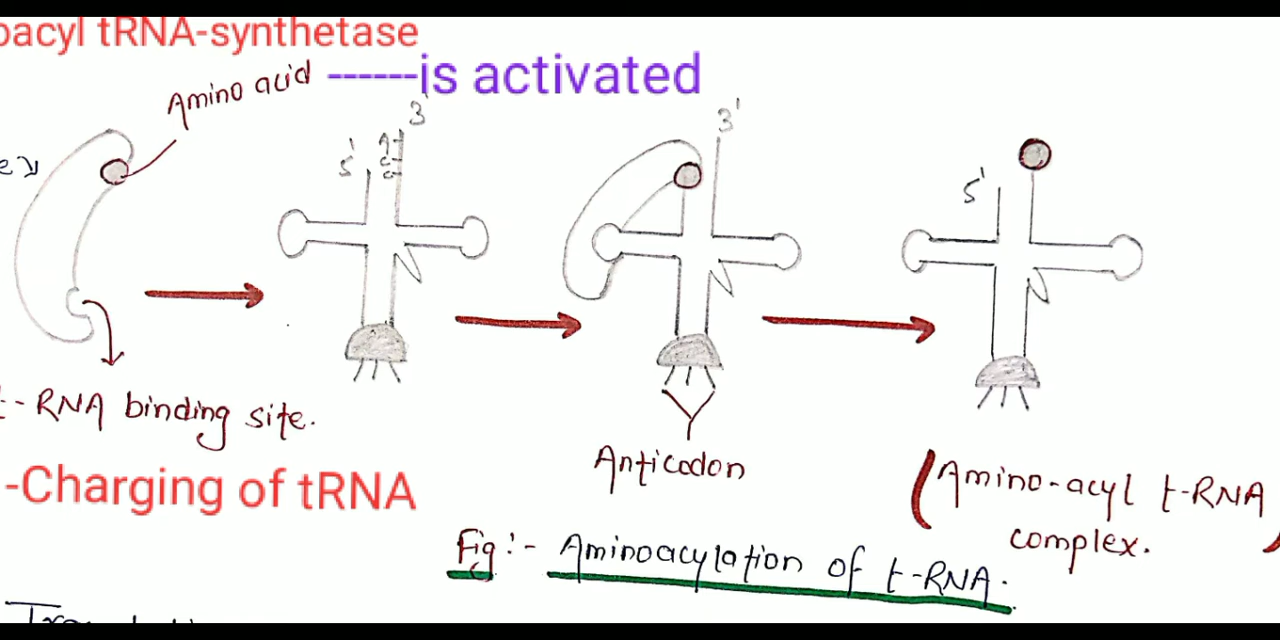 oacyl tRNA-synthetase
Amino acid ------is activated
3'
5'
A
C
C
3'
5'
t-RNA binding site.
Anticodon
-Charging of tRNA
(Amino-acyl t-RNA
complex.
Fig:- Aminoacylation of t-RNA.